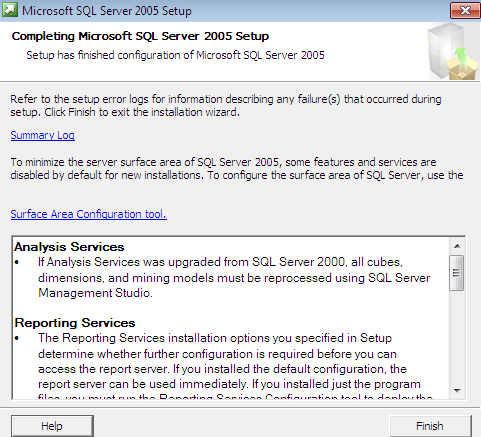 Microsoft SQL Server 2005 Setup
Completing Microsoft SQL Server 2005 Setup
Setup has finished configuration of Microsoft SQL Server 2005
Refer to the setup error logs for information describing any failure(s) that occurred during
setup. Click Finish to exit the installation wizard.
Summary Log
To minimize the server surface area of SQL Server 2005, some features and services are
disabled by default for new installations. To configure the surface area of SQL Server, use the
Surface Area Configuration tool.
Analysis Services
• If Analysis Services was upgraded from SQL Server 2000, all cubes,
dimensions, and mining models must be reprocessed using SQL Server
Management Studio.
Reporting Services
• The Reporting Services installation options you specified in Setup
determine whether further configuration is required before you can
access the report server. If you installed the default configuration, the
report server can be used immediately. If you installed just the program
files, you must run the Reporting Services Configuration tool to deploy the
Help
Finish